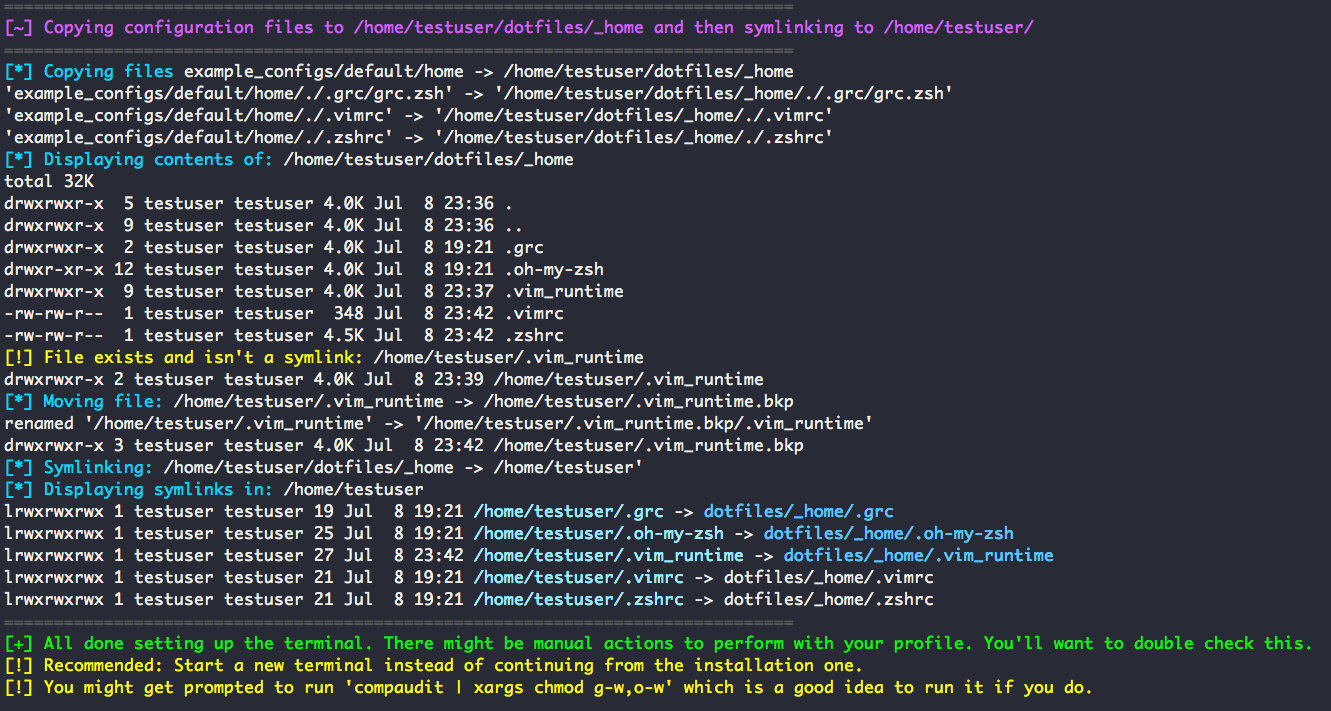 ===============================================================================
[~] Copying configuration files to /home/testuser/dotfiles/_home and then symlinking to /home/testuser/
===============================================================================
[*] Copying files example_configs/default/home -> /home/testuser/dotfiles/_home
'example_configs/default/home/./.grc/grc.zsh' -> '/home/testuser/dotfiles/_home/./.grc/grc.zsh'
'example_configs/default/home/./.vimrc' -> '/home/testuser/dotfiles/_home/./.vimrc'
'example_configs/default/home/./.zshrc' -> '/home/testuser/dotfiles/_home/./.zshrc'
[*] Displaying contents of: /home/testuser/dotfiles/_home
total 32K
drwxrwxr-x  5 testuser testuser 4.0K Jul  8 23:36 .
drwxrwxr-x  9 testuser testuser 4.0K Jul  8 23:36 ..
drwxrwxr-x  2 testuser testuser 4.0K Jul  8 19:21 .grc
drwxr-xr-x 12 testuser testuser 4.0K Jul  8 19:21 .oh-my-zsh
drwxrwxr-x  9 testuser testuser 4.0K Jul  8 23:37 .vim_runtime
-rw-rw-r--  1 testuser testuser  348 Jul  8 23:42 .vimrc
-rw-rw-r--  1 testuser testuser 4.5K Jul  8 23:42 .zshrc
[!] File exists and isn't a symlink: /home/testuser/.vim_runtime
drwxrwxr-x 2 testuser testuser 4.0K Jul  8 23:39 /home/testuser/.vim_runtime
[*] Moving file: /home/testuser/.vim_runtime -> /home/testuser/.vim_runtime.bkp
renamed '/home/testuser/.vim_runtime' -> '/home/testuser/.vim_runtime.bkp/.vim_runtime'
drwxrwxr-x 3 testuser testuser 4.0K Jul  8 23:42 /home/testuser/.vim_runtime.bkp
[*] Symlinking: /home/testuser/dotfiles/_home -> /home/testuser'
[*] Displaying symlinks in: /home/testuser
lrwxrwxrwx 1 testuser testuser 19 Jul  8 19:21 /home/testuser/.grc -> dotfiles/_home/.grc
lrwxrwxrwx 1 testuser testuser 25 Jul  8 19:21 /home/testuser/.oh-my-zsh -> dotfiles/_home/.oh-my-zsh
lrwxrwxrwx 1 testuser testuser 27 Jul  8 23:42 /home/testuser/.vim_runtime -> dotfiles/_home/.vim_runtime
lrwxrwxrwx 1 testuser testuser 21 Jul  8 19:21 /home/testuser/.vimrc -> dotfiles/_home/.vimrc
lrwxrwxrwx 1 testuser testuser 21 Jul  8 19:21 /home/testuser/.zshrc -> dotfiles/_home/.zshrc
===============================================================================
[+] All done setting up the terminal. There might be manual actions to perform with your profile. You'll want to double check this.
[!] Recommended: Start a new terminal instead of continuing from the installation one.
[!] You might get prompted to run 'compaudit | xargs chmod g-w,o-w' which is a good idea to run it if you do.